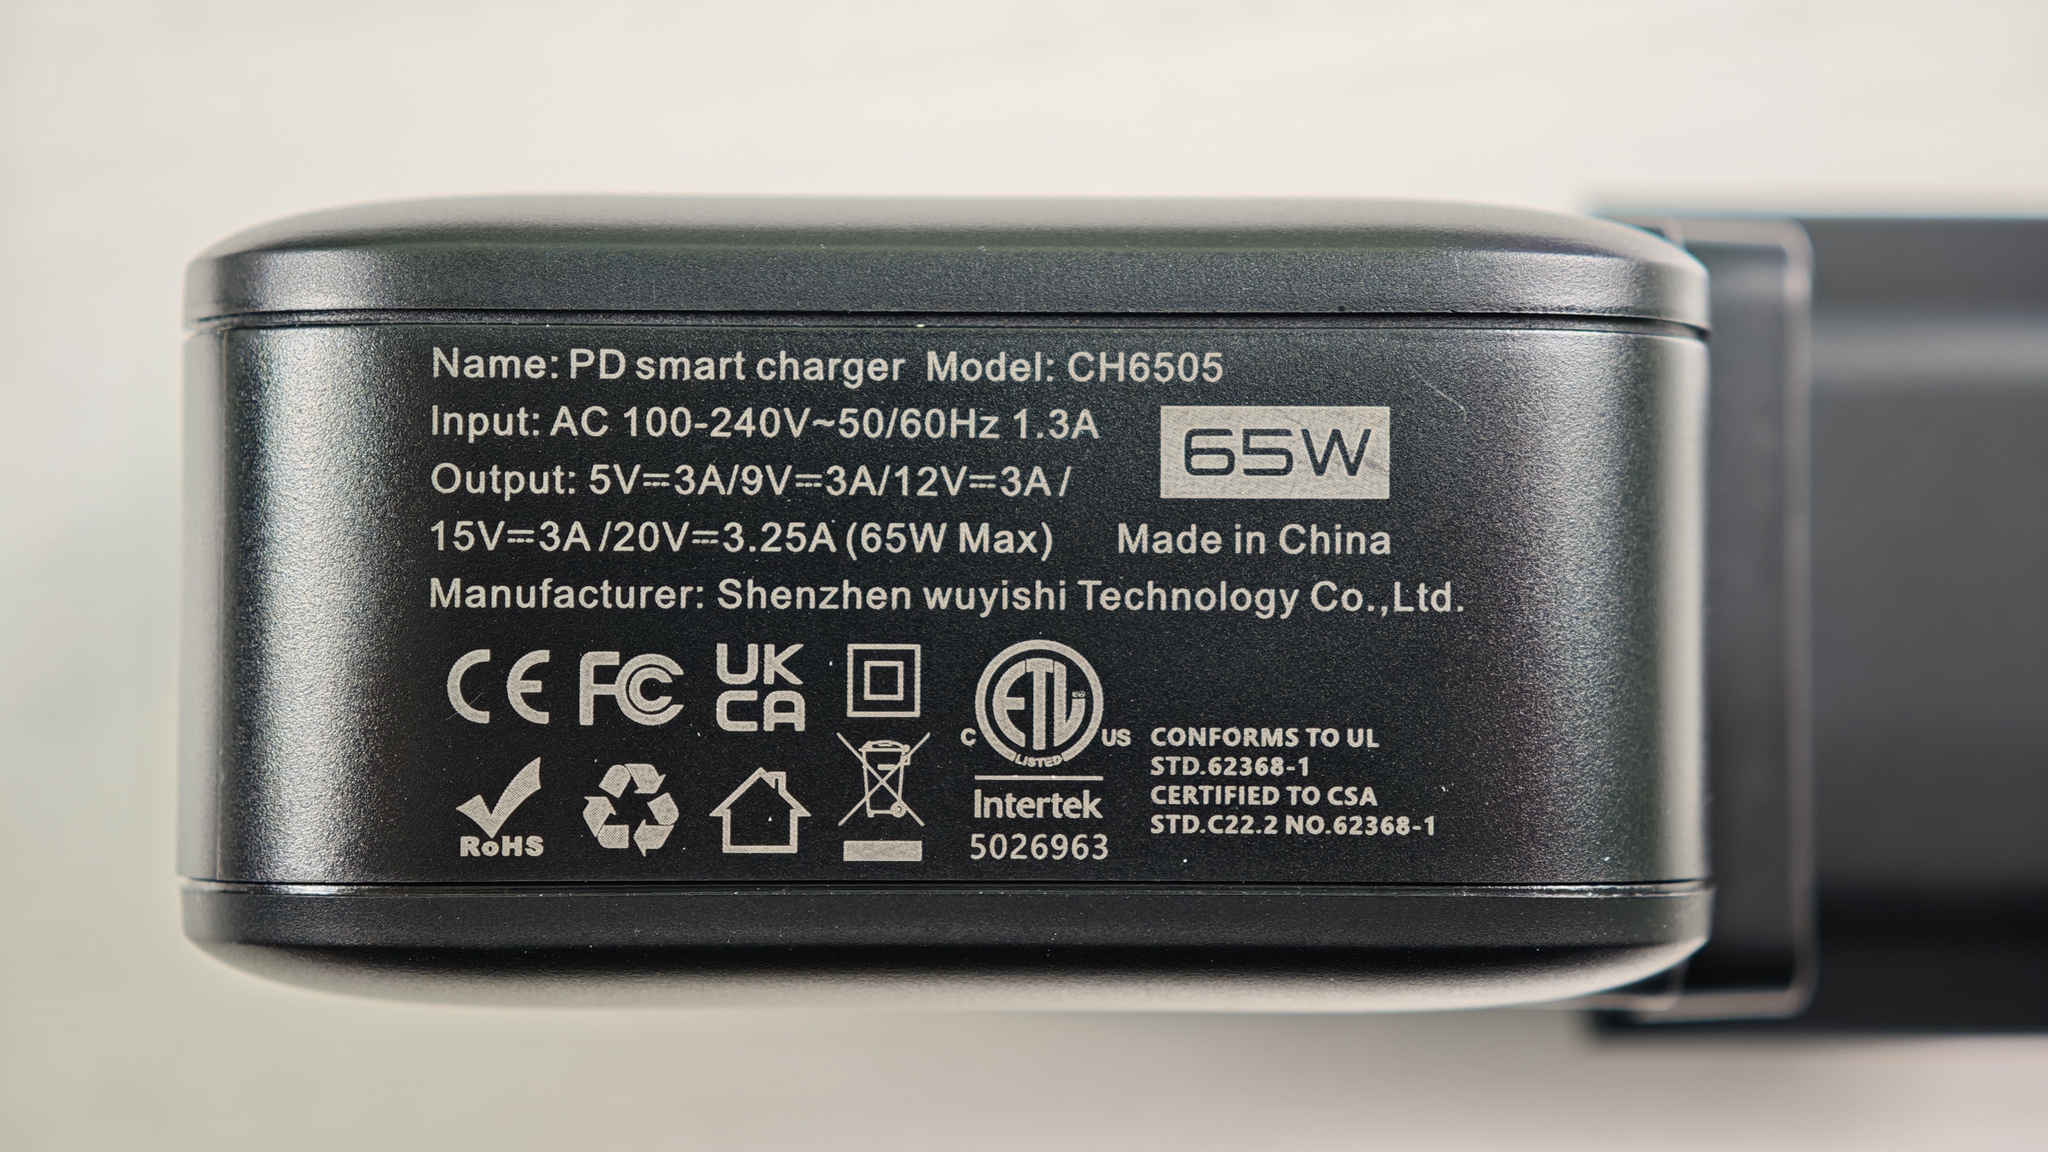 Name: PD smart charger Model: CH6505
Input: AC 100-240V~50/60Hz 1.3A
65W
Output: 5V⎓3A/9V⎓3A/12V⎓3A/
15V⎓3A/20V⎓3.25A (65W Max)
Made in China
Manufacturer: Shenzhen wuyishi Technology Co.,Ltd.
CE FC UK
CA
ETL
C US
LISTED
Intertek
5026963
CONFORMS TO UL
STD.62368-1
CERTIFIED TO CSA
STD.C22.2 NO.62368-1
RoHS